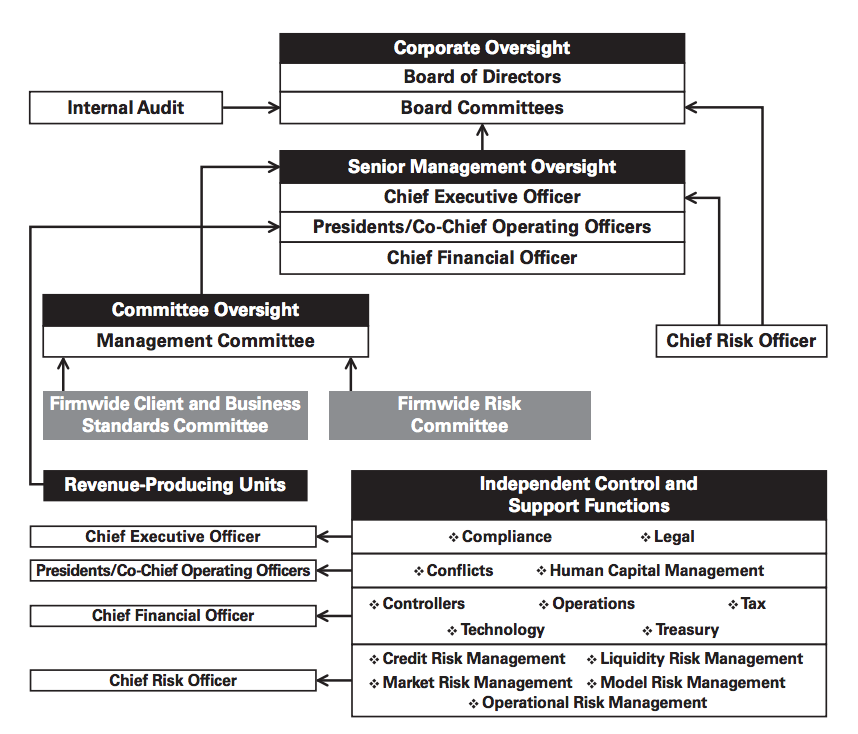 Corporate Oversight
Board of Directors
Internal Audit
Board Committees
Senior Management Oversight
Chief Executive Officer
Presidents/Co-Chief Operating Officers
Chief Financial Officer
Committee Oversight
Management Committee
Chief Risk Officer
Firmwide Client and Business
Standards Committee
Firmwide Risk
Committee
Revenue-Producing Units
Independent Control and
Support Functions
Chief Executive Officer
❖ Compliance ❖ Legal
Presidents/Co-Chief Operating Officers
❖ Conflicts ❖ Human Capital Management
Chief Financial Officer
❖ Controllers ❖ Operations ❖ Tax
❖ Technology ❖ Treasury
Chief Risk Officer
❖ Credit Risk Management ❖ Liquidity Risk Management
❖ Market Risk Management ❖ Model Risk Management
❖ Operational Risk Management